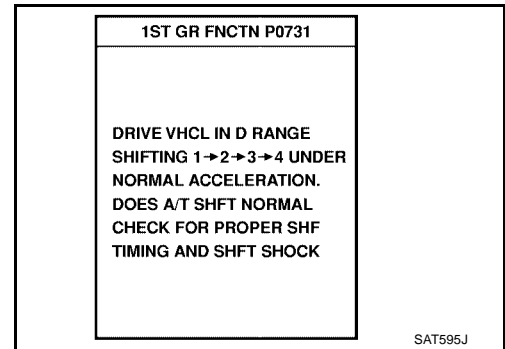 1ST GR FNCTN P0731
DRIVE VHCL IN D RANGE
SHIFTING 1→2→3→4 UNDER
NORMAL ACCELERATION.
DOES A/T SHFT NORMAL
CHECK FOR PROPER SHF
TIMING AND SHFT SHOCK
SAT595J